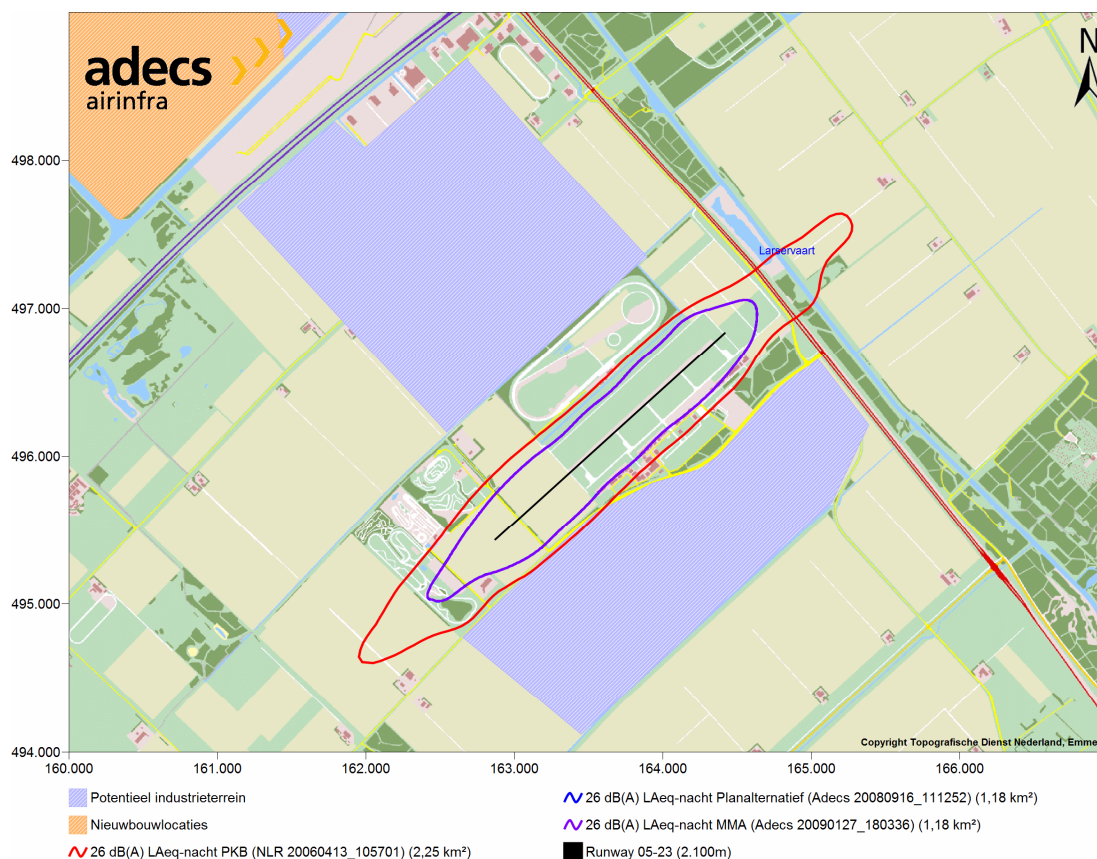 adecs
airinfra
N
498.000
497.000
496.000
495.000
494.000
Larservaart
Copyright Topografische Dienst Nederland, Emme
160.000 161.000 162.000 163.000 164.000 165.000 166.000
Potentieel industrieterrein
Nieuwbouwlocaties
26 dB(A) LAeq-nacht PKB (NLR 20060413_105701) (2,25 km²)
26 dB(A) LAeq-nacht Planalternatief (Adecs 20080916_111252) (1,18 km²)
26 dB(A) LAeq-nacht MMA (Adecs 20090127_180336) (1,18 km²)
Runway 05-23 (2.100m)